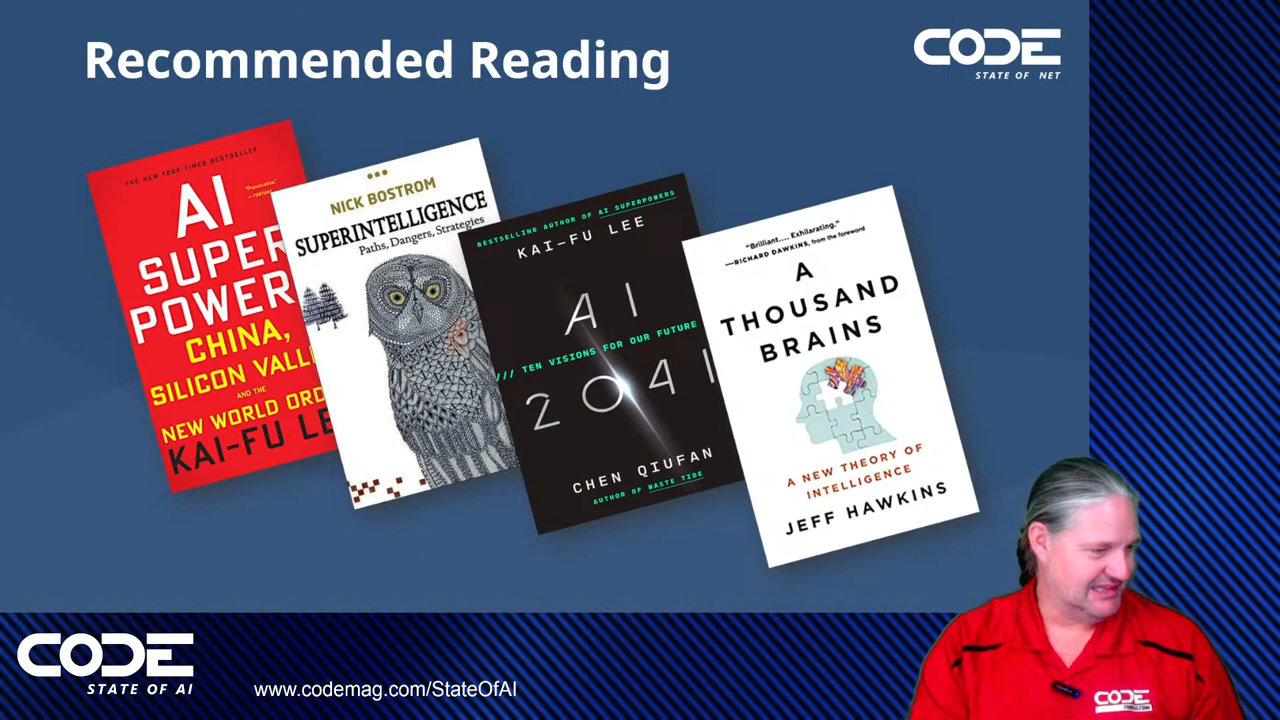 Recommended Reading
CODE
STATE OF NET
THE NEW YORK TIMES BESTSELLER
"Provocative."
—FORTUNE
AI
SUPER
POWER
CHINA,
SILICON VALL
AND THE
NEW WORLD ORD
KAI-FU LE
NICK BOSTROM
SUPERINTELLIGENCE
Paths, Dangers, Strategies
BESTSELLING AUTHOR OF AI SUPERPOWERS
KAI-FU LEE
AI
/// TEN VISIONS FOR OUR FUTURE
2041
CHEN QIUFAN
AUTHOR OF WASTE TIDE
"Brilliant.... Exhilarating."
—RICHARD DAWKINS, from the foreword
A
THOUSAND
BRAINS
A NEW THEORY OF
INTELLIGENCE
JEFF HAWKINS
CODE
STATE OF AI
www.codemag.com/StateOfAI
CODE